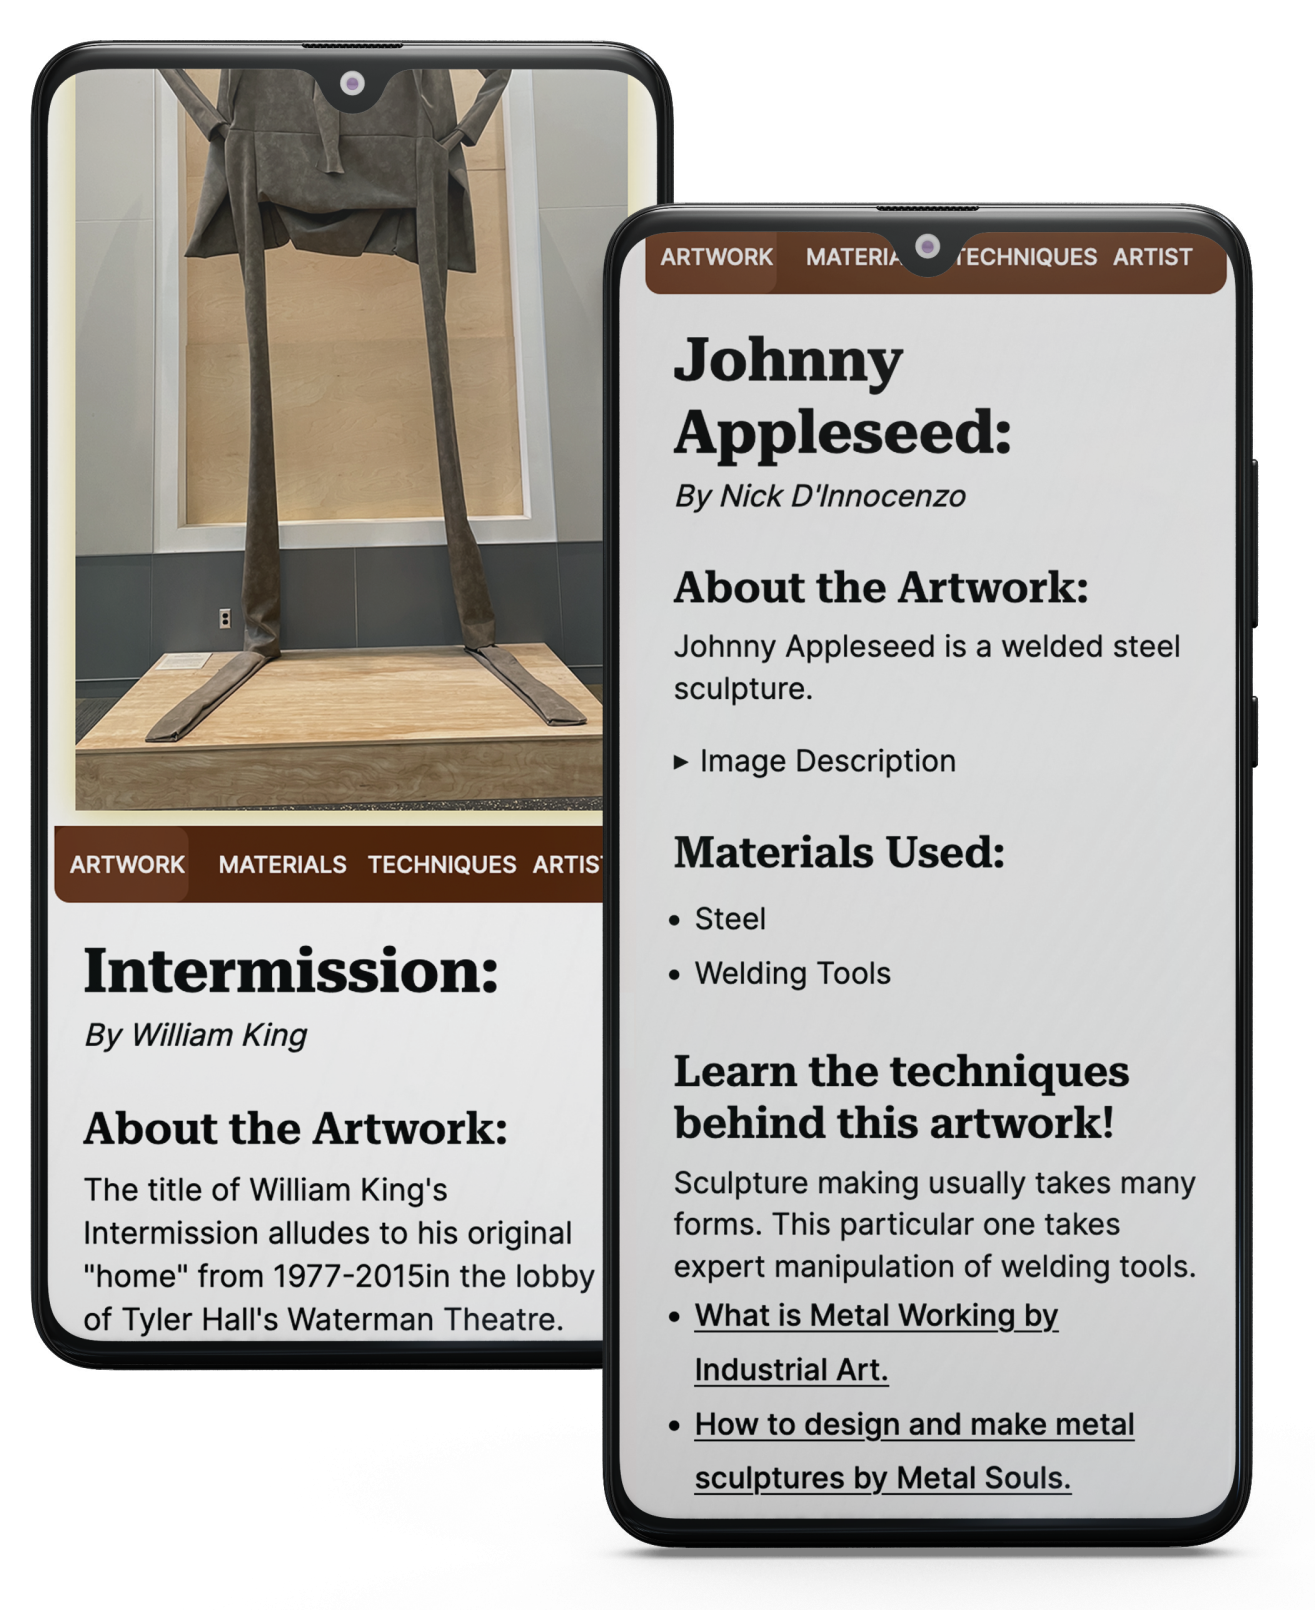 ARTWORK MATERIALS TECHNIQUES
Intermission:
By William King
About the Artwork:
The title of William King's
Intermission alludes to his original
"home" from 1977-2015in the lobby
of Tyler Hall's Waterman Theatre.
ARTWORK TECHNIQUES ARTIST
Johnny
Appleseed:
By Nick D'Innocenzo
About the Artwork:
Johnny Appleseed is a welded steel
sculpture.
▸ Image Description
Materials Used:
• Steel
• Welding Tools
Learn the techniques
behind this artwork!
Sculpture making usually takes many
forms. This particular one takes
expert manipulation of welding tools.
• What is Metal Working by
Industrial Art.
• How to design and make metal
sculptures by Metal Souls.